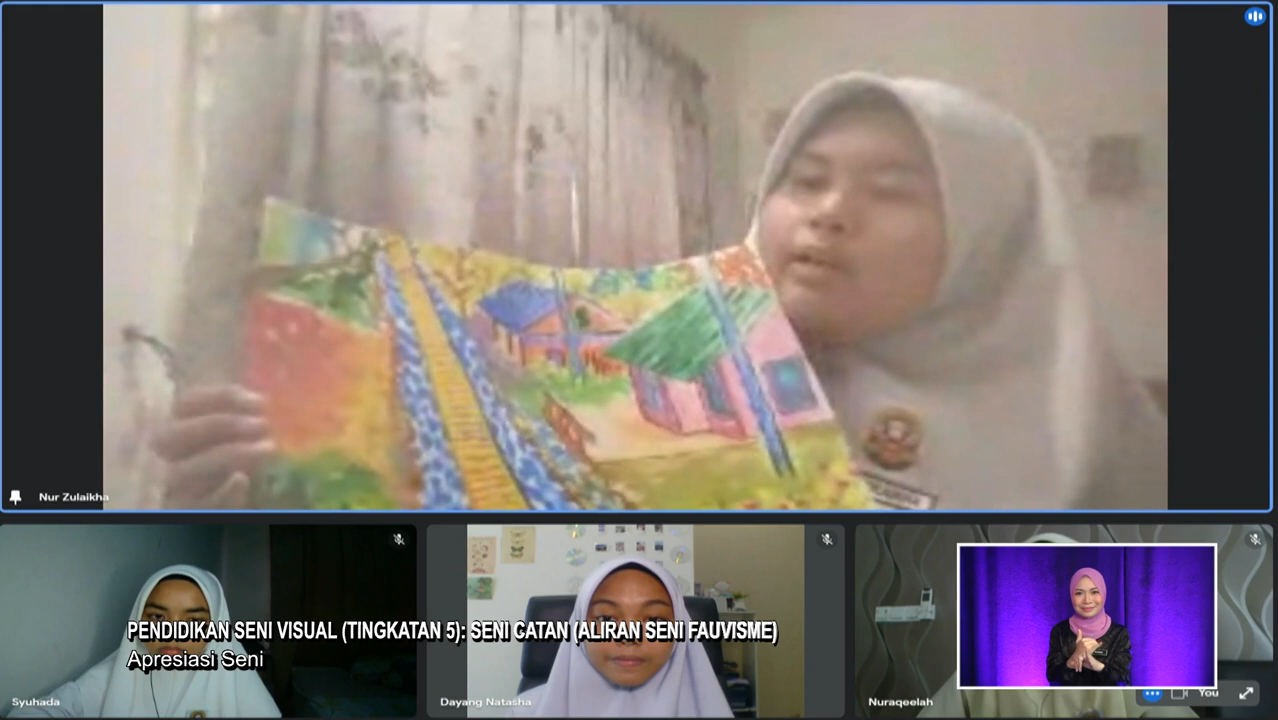 Nur Zulaikha
PENDIDIKAN SENI VISUAL (TINGKATAN 5): SENI CATAN (ALIRAN SENI FAUVISME)
Apresiasi Seni
Syuhada
Dayang Natasha
Nuraqeelah
You